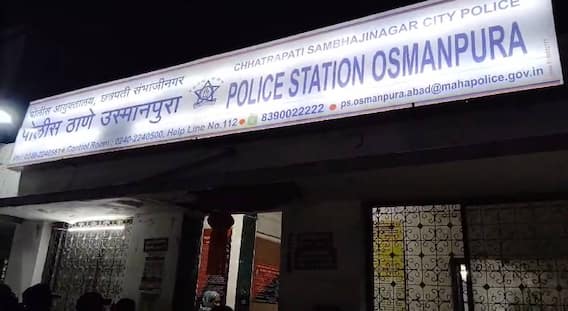 पोलीस आयुक्तालय, छत्रपती संभाजीनगर
पोलीस ठाणे उस्मानपुरा
CHHATRAPATI SAMBHAJINAGAR CITY POLICE
POLICE STATION OSMANPURA
Control Room : 0240-2240500, Help Line No.112 8390022222 ps.osmanpura.abad@mahapolice.gov.in